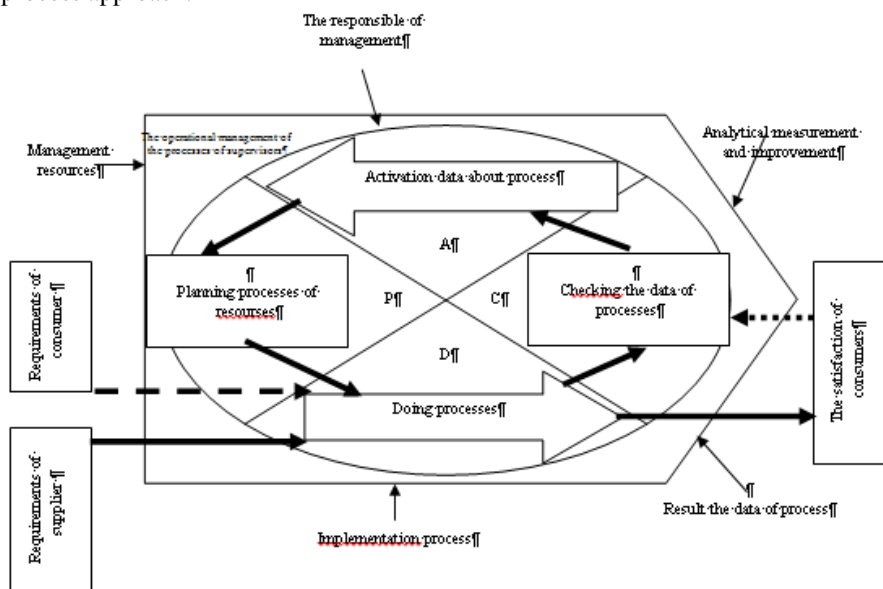 process approach.
The responsible of
management¶
The operational management of
the processes of supervisors¶
Management
resources¶
Analytical measurement
and improvement¶
Activation data about process¶
A¶
¶
Planning processes of
resourses¶
P¶
C¶
¶
Checking the data of
processes¶
D¶
Requirements of
consumer ¶
Doing processes¶
The satisfaction of
consumers¶
Requirements of
supplier ¶
¶
Result the data of process¶
Implementation process¶